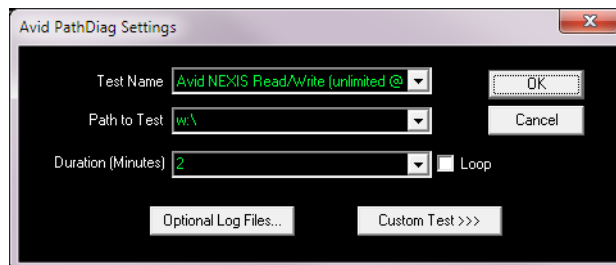 Avid PathDiag Settings
Test Name Avid NEXIS Read/Write (unlimited @ OK
Path to Test w:\ Cancel
Duration (Minutes) 2 Loop
Optional Log Files... Custom Test >>>